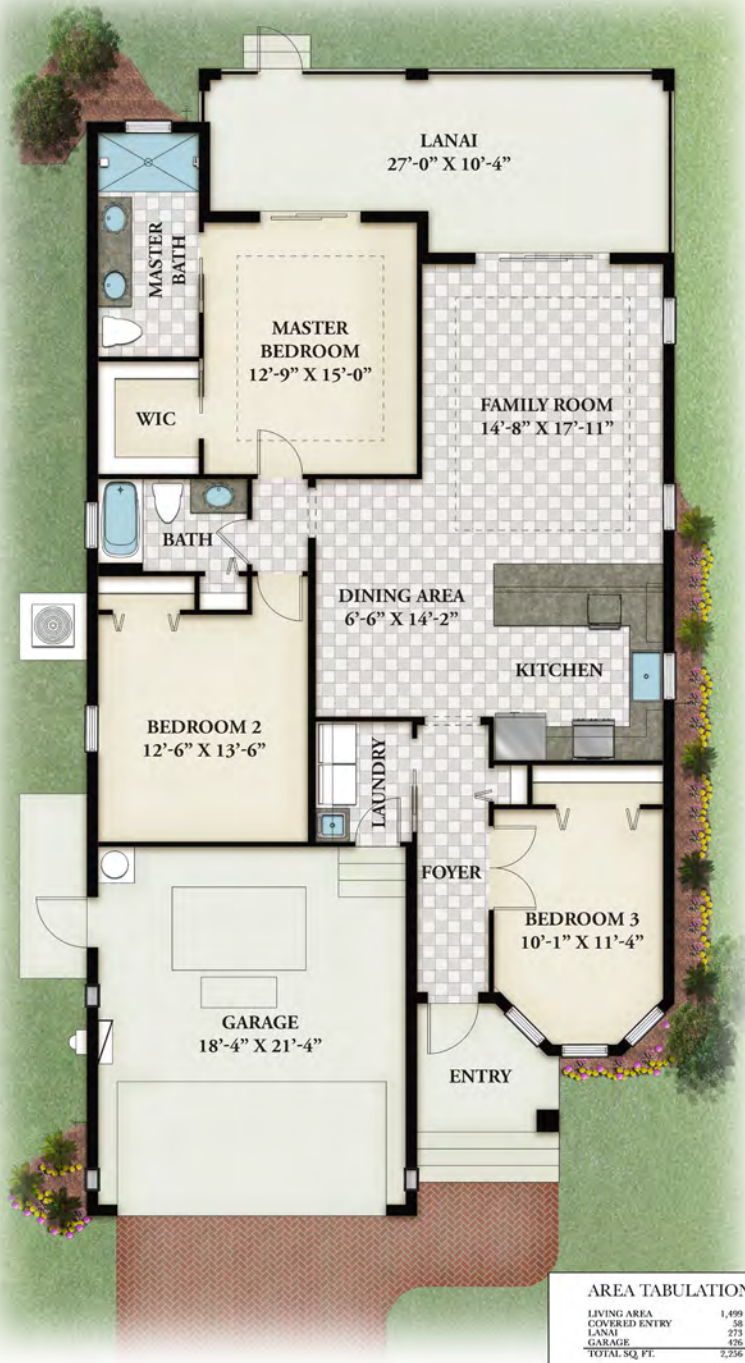 LANAI
27'-0” X 10'-4”
MASTER
BATH
MASTER
BEDROOM
12'-9” X 15'-0”
FAMILY ROOM
14'-8” X 17'-11”
WIC
BATH
DINING AREA
6'-6” X 14'-2”
KITCHEN
BEDROOM 2
12'-6” X 13'-6”
LAUNDRY
FOYER
BEDROOM 3
10'-1” X 11'-4”
GARAGE
18'-4” X 21'-4”
ENTRY
AREA TABULATION
LIVING AREA 1,499
COVERED ENTRY 58
LANAI 273
GARAGE 426
TOTAL SQ. FT. 2,256